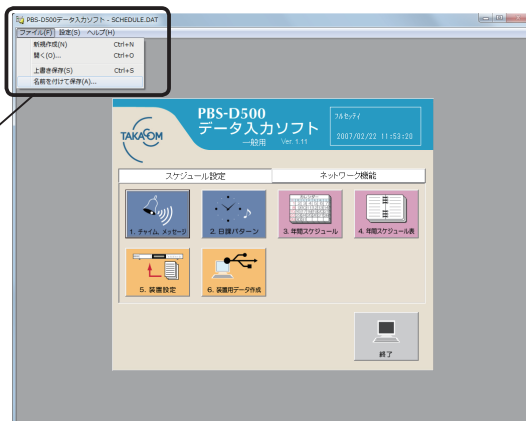 PBS-D500データ入力ソフト - SCHEDULE.DAT
ファイル(F) 設定(S) ヘルプ(H)
新規作成(N) Ctrl+N
開く(O)... Ctrl+O
上書き保存(S) Ctrl+S
名前を付けて保存(A)...
TAKACOM
PBS-D500
データ入力ソフト
一般用 Ver. 1.11
フルセッテイ
2007/02/22 11:53:20
スケジュール設定 ネットワーク機能
1. チャイム、メッセージ 2. 日課パターン 3. 年間スケジュール 4. 年間スケジュール表
5. 装置設定 6. 装置用データ作成
終了